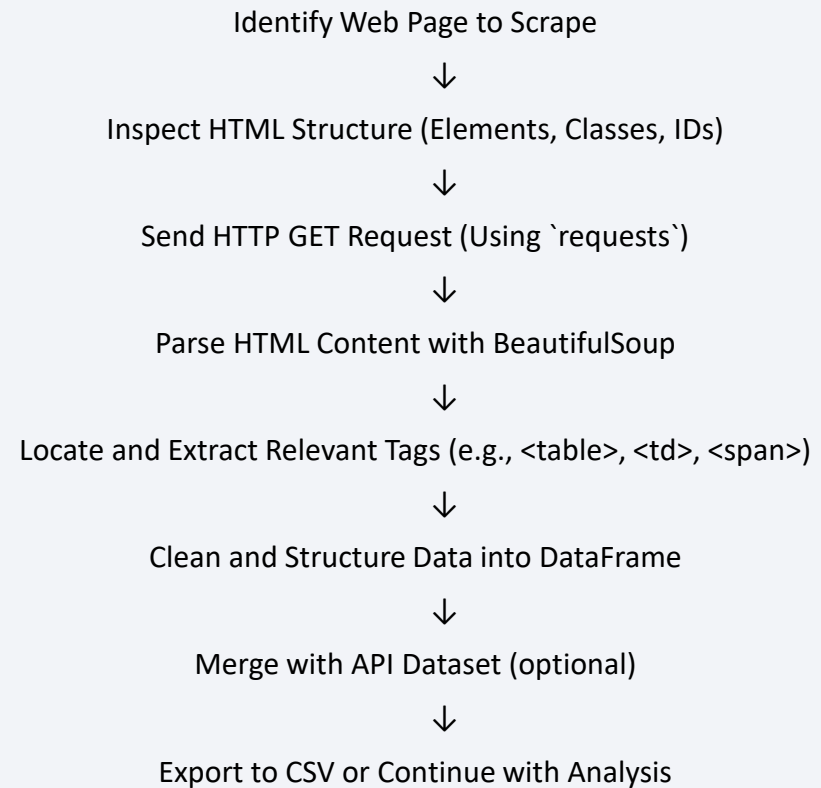 Identify Web Page to Scrape
↓
Inspect HTML Structure (Elements, Classes, IDs)
↓
Send HTTP GET Request (Using `requests`)
↓
Parse HTML Content with BeautifulSoup
↓
Locate and Extract Relevant Tags (e.g., <table>, <td>, <span>)
↓
Clean and Structure Data into DataFrame
↓
Merge with API Dataset (optional)
↓
Export to CSV or Continue with Analysis